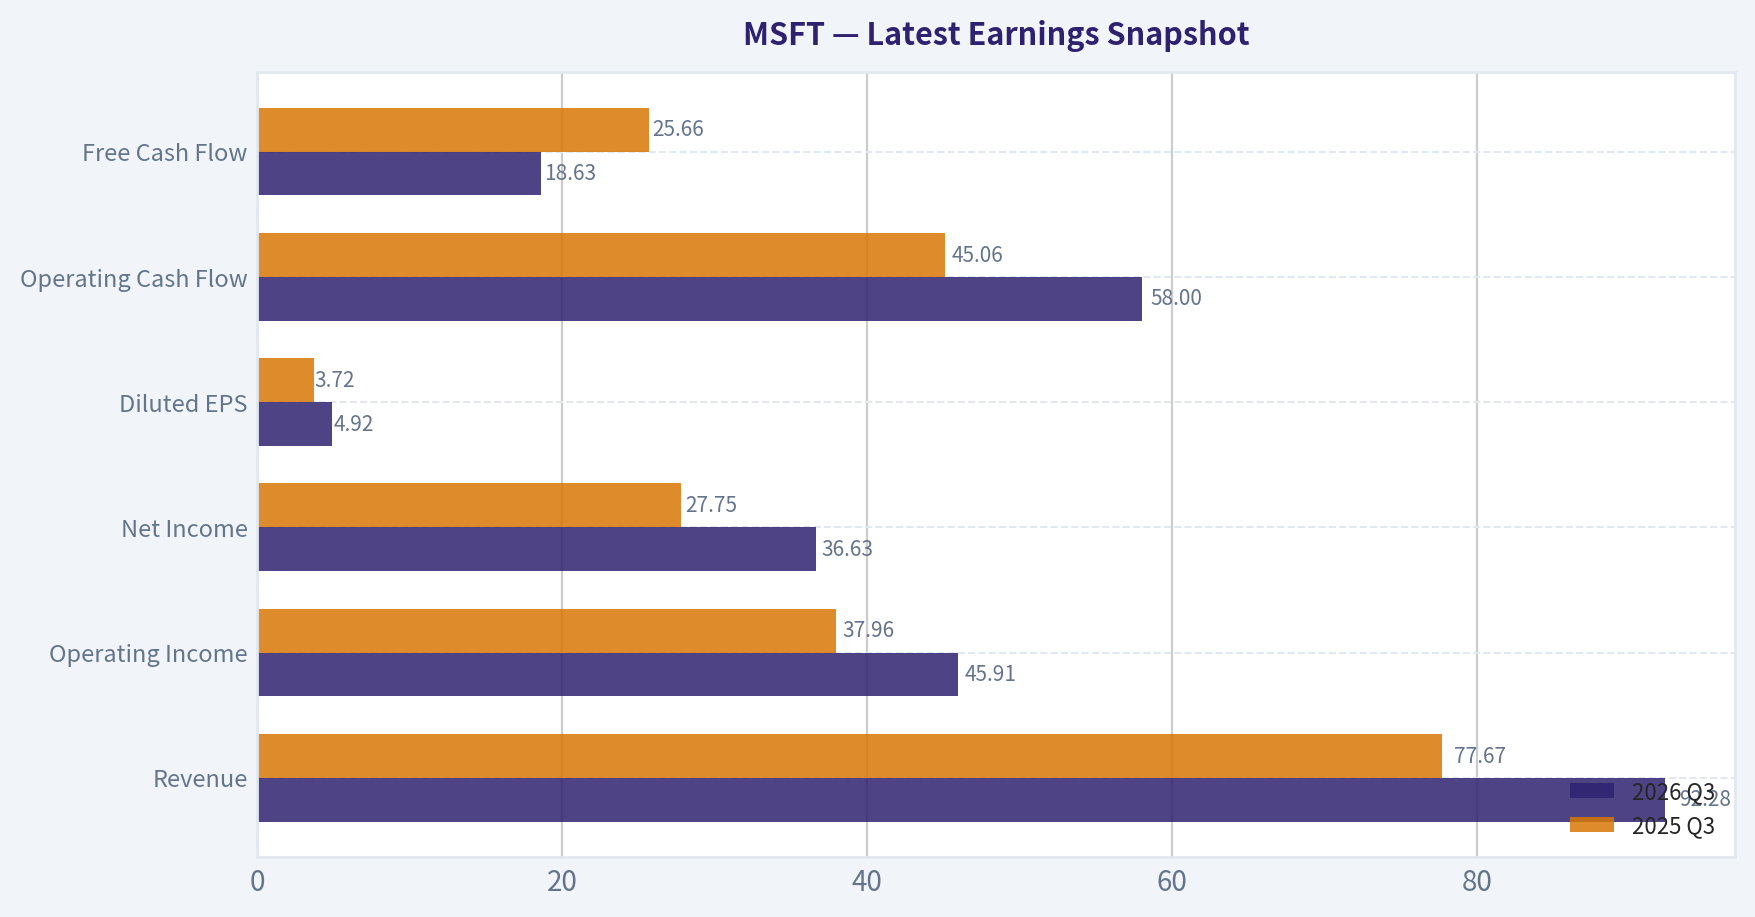 MSFT — Latest Earnings Snapshot
Free Cash Flow
25.66
18.63
Operating Cash Flow
45.06
58.00
Diluted EPS
3.72
4.92
Net Income
27.75
36.63
Operating Income
37.96
45.91
Revenue
77.67
92.28
2026 Q3
2025 Q3
0 20 40 60 80